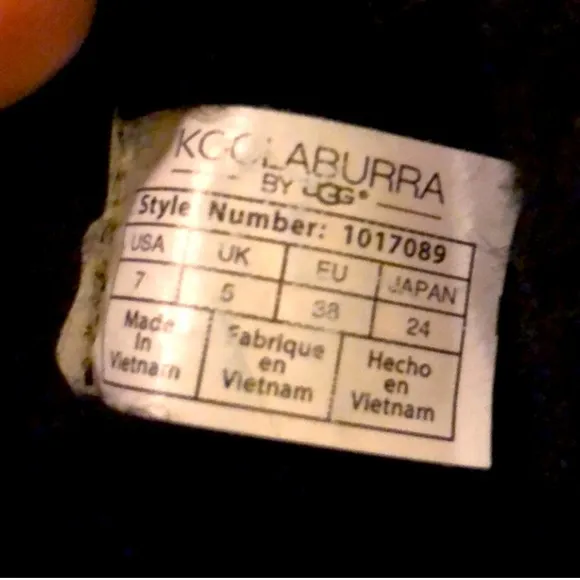 KOOLABURRA
BY UGG®
Style Number: 1017089
USA UK EU JAPAN
7 5 38 24
Made in Vietnam
Fabrique en Vietnam
Hecho en Vietnam